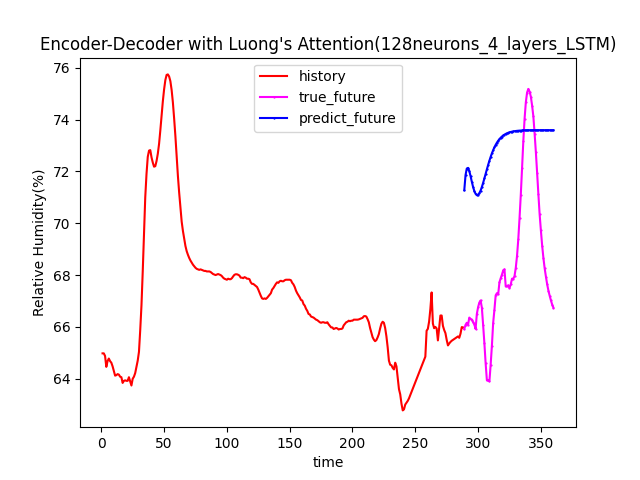 Encoder-Decoder with Luong's Attention(128neurons_4_layers_LSTM)
history
true_future
predict_future
Relative Humidity(%)
76
74
72
70
68
66
64
0 50 100 150 200 250 300 350
time